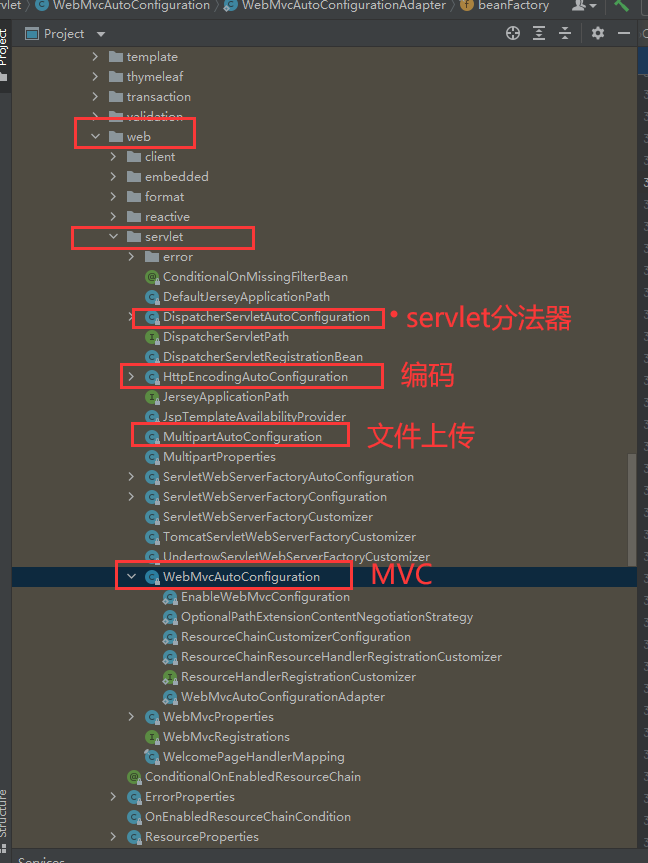 rvlet WebMvcAutoConfiguration WebMvcAutoConfigurationAdapter beanFactory
Project
Project
template
thymeleaf
transaction
validation
web
client
embedded
format
reactive
servlet
error
ConditionalOnMissingFilterBean
DefaultJerseyApplicationPath
DispatcherServletAutoConfiguration servlet分法器
DispatcherServletPath
DispatcherServletRegistrationBean
HttpEncodingAutoConfiguration 编码
JerseyApplicationPath
JspTemplateAvailabilityProvider
MultipartAutoConfiguration 文件上传
MultipartProperties
ServletWebServerFactoryAutoConfiguration
ServletWebServerFactoryConfiguration
ServletWebServerFactoryCustomizer
TomcatServletWebServerFactoryCustomizer
UndertowServletWebServerFactoryCustomizer
WebMvcAutoConfiguration MVC
EnableWebMvcConfiguration
OptionalPathExtensionContentNegotiationStrategy
ResourceChainCustomizerConfiguration
ResourceChainResourceHandlerRegistrationCustomizer
ResourceHandlerRegistrationCustomizer
WebMvcAutoConfigurationAdapter
WebMvcProperties
WebMvcRegistrations
WelcomePageHandlerMapping
ConditionalOnEnabledResourceChain
ErrorProperties
OnEnabledResourceChainCondition
ResourceProperties
Structure
Services